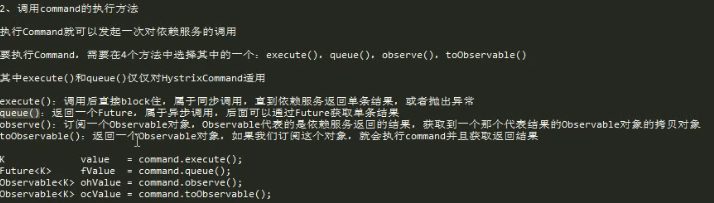 2、调用command的执行方法
执行Command就可以发起一次对依赖服务的调用
要执行Command，需要在4个方法中选择其中的一个：execute()，queue()，observe()，toObservable()
其中execute()和queue()仅仅对HystrixCommand适用
execute()：调用后直接block住，属于同步调用，直到依赖服务返回单条结果，或者抛出异常
queue()：返回一个Future，属于异步调用，后面可以通过Future获取单条结果
observe()：订阅一个Observable对象，Observable代表的是依赖服务返回的结果，获取到一个那个代表结果的Observable对象的拷贝对象
toObservable()：返回一个Observable对象，如果我们订阅这个对象，就会执行command并且获取返回结果
K value = command.execute();
Future<K> fValue = command.queue();
Observable<K> ohValue = command.observe();
Observable<K> ocValue = command.toObservable();